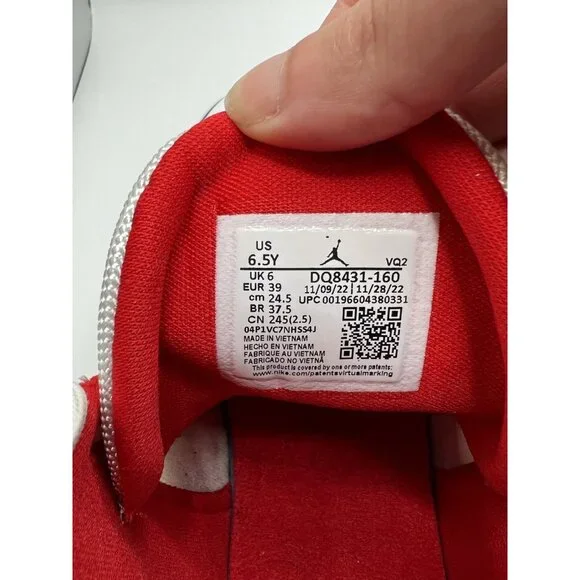 US
6.5Y VQ2
UK 6 DQ8431-160
EUR 39 11/09/22 11/28/22
cm 24.5 UPC 00196604380331
BR 37.5
CN 245(2.5)
04P1VC7NHSS4J
MADE IN VIETNAM
HECHO EN VIETNAM
FABRIQUE AU VIETNAM
FABRICADO NO VIETNÃ
This product is covered by one or more patents:
www.nike.com/patentsvirtualmarking